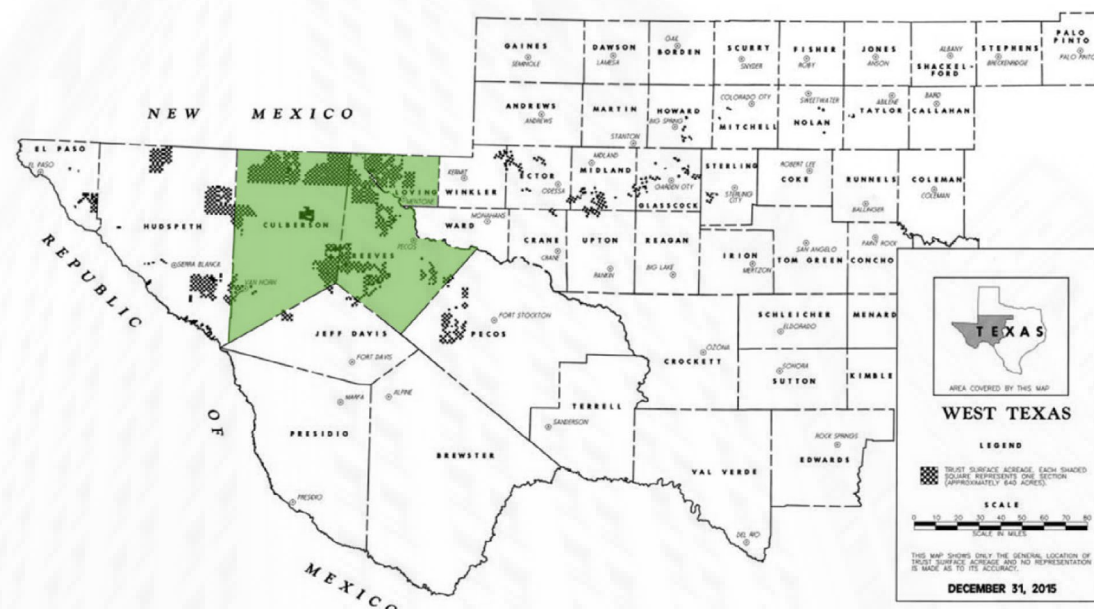 NEW MEXICO
GAINES
SEMINOLE
DAWSON
LAMESA
GAIL
BORDEN
SCURRY
SNYDER
FISHER
ROBY
JONES
ANSON
ALBANY
SHACKEL-
FORD
STEPHENS
BRECKENRIDGE
PALO
PINTO
PALO PINTO
ANDREWS
ANDREWS
MARTIN
STANTON
HOWARD
BIG SPRING
COLORADO CITY
MITCHELL
SWEETWATER
NOLAN
ABILENE
TAYLOR
BAIRD
CALLAHAN
EL PASO
EL PASO
HUDSPETH
SIERRA BLANCA
CULBERSON
VAN HORN
REEVES
PECOS
LOVING
MENTONE
KERMIT
WINKLER
ECTOR
ODESSA
MIDLAND
MIDLAND
GARDEN CITY
GLASSCOCK
STERLING
STERLING
CITY
ROBERT LEE
COKE
RUNNELS
BALLINGER
COLEMAN
COLEMAN
MONAHANS
WARD
CRANE
CRANE
UPTON
RANKIN
REAGAN
BIG LAKE
IRION
MERTZON
SAN ANGELO
TOM GREEN
PAINT ROCK
CONCHO
JEFF DAVIS
FORT DAVIS
FORT STOCKTON
PECOS
OZONA
CROCKETT
SCHLEICHER
ELDORADO
MENARD
SONORA
SUTTON
KIMBLE
MARFA
ALPINE
PRESIDIO
PRESIDIO
BREWSTER
TERRELL
SANDERSON
VAL VERDE
DEL RIO
ROCK SPRINGS
EDWARDS
REPUBLIC
OF
MEXICO
TEXAS
AREA COVERED BY THIS MAP
WEST TEXAS
LEGEND
TRUST SURFACE ACREAGE, EACH SHADED
SQUARE REPRESENTS ONE SECTION
(APPROXIMATELY 640 ACRES).
SCALE
0 10 20 30 40 50 60 70 80
SCALE IN MILES
THIS MAP SHOWS ONLY THE GENERAL LOCATION OF
TRUST SURFACE ACREAGE AND NO REPRESENTATION
IS MADE AS TO ITS ACCURACY.
DECEMBER 31, 2015